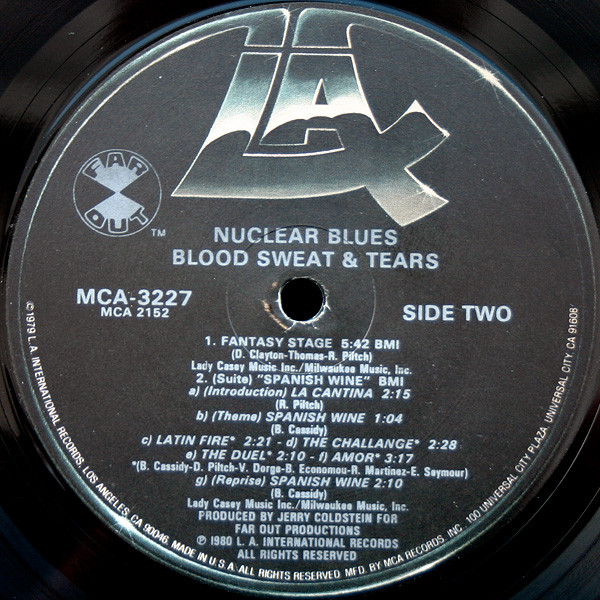 LAX
FAR
OUT
TM
NUCLEAR BLUES
BLOOD SWEAT & TEARS
MCA-3227
MCA 2152
SIDE TWO
1. FANTASY STAGE 5:42 BMI
(D. Clayton-Thomas-R. Piltch)
Lady Casey Music Inc./Milwaukee Music, Inc.
2. (Suite) "SPANISH WINE" BMI
a) (Introduction) LA CANTINA 2:15
(R. Piltch)
b) (Theme) SPANISH WINE 1:04
(B. Cassidy)
c) LATIN FIRE* 2:21 - d) THE CHALLANGE* 2:28
e) THE DUEL* 2:10 - f) AMOR* 3:17
*(B. Cassidy-D. Piltch-V. Dorge-B. Economou-R. Martinez-E. Seymour)
g) (Reprise) SPANISH WINE 2:10
(B. Cassidy)
Lady Casey Music Inc./Milwaukee Music, Inc.
PRODUCED BY JERRY GOLDSTEIN FOR
FAR OUT PRODUCTIONS
℗ 1980 L. A. INTERNATIONAL RECORDS
ALL RIGHTS RESERVED
© 1979 L. A. INTERNATIONAL RECORDS, LOS ANGELES, CA 90046. MADE IN U.S.A. ALL RIGHTS RESERVED. MFD. BY MCA RECORDS, INC. 100 UNIVERSAL CITY PLAZA, UNIVERSAL CITY, CA 91608